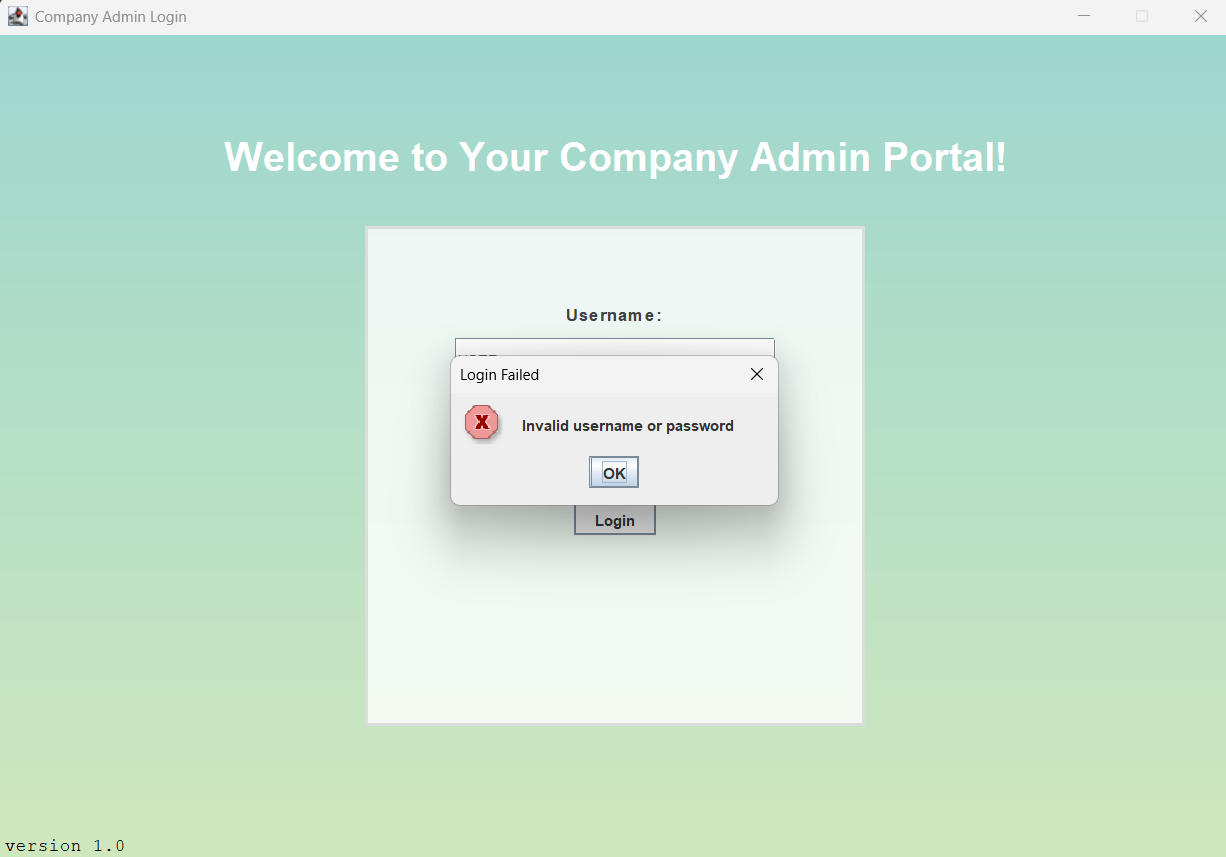 Company Admin Login
Welcome to Your Company Admin Portal!
Username:
Login Failed
Invalid username or password
OK
Login
version 1.0